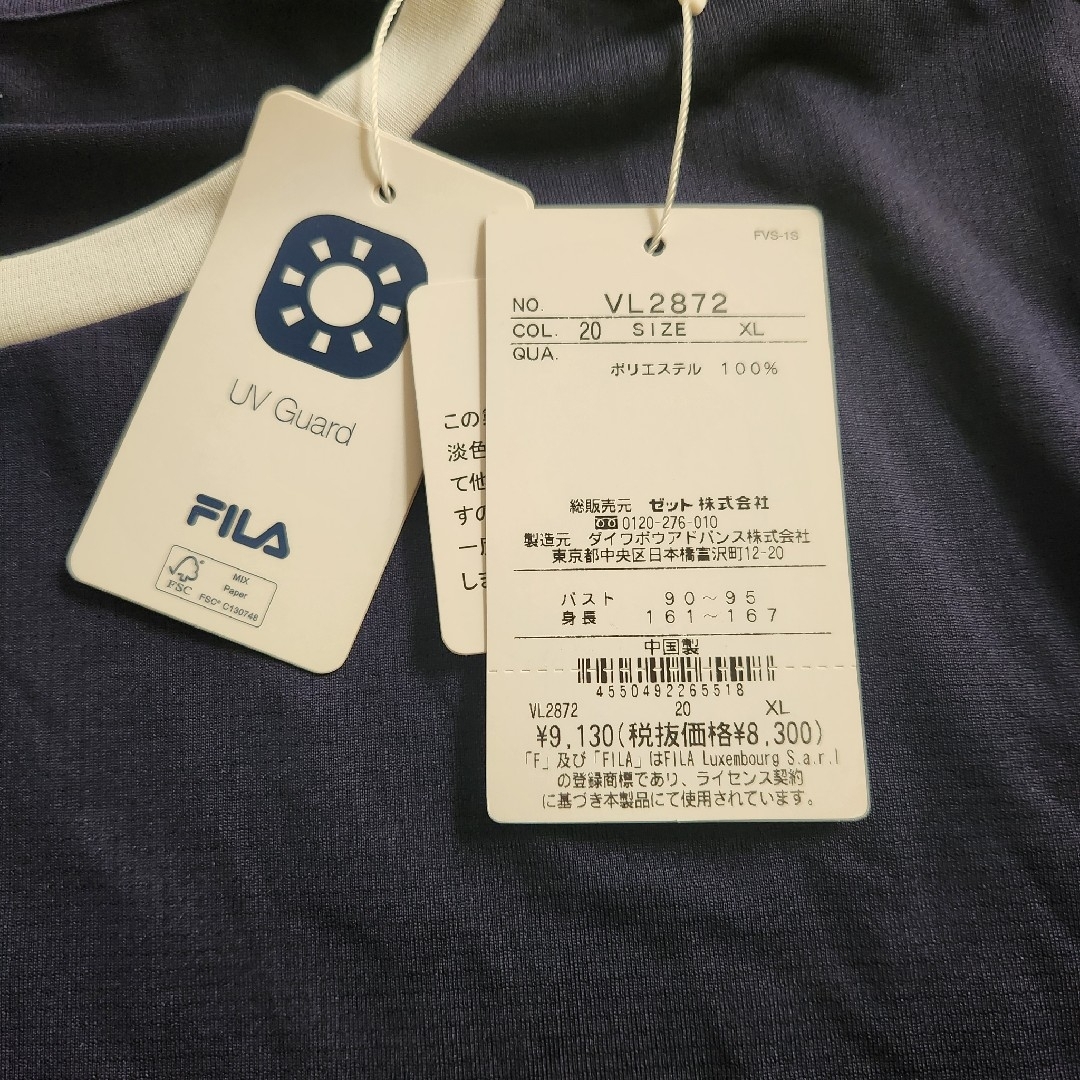 UV Guard
FILA
FSC
MIX
Paper
FSC® C130748
この
淡色
て他
すの
し
FVS-1S
NO. VL2872
COL. 20 SIZE XL
QUA.
ポリエステル 100%
総販売元 ゼット株式会社
0120-276-010
製造元 ダイワボウアドバンス株式会社
東京都中央区日本橋富沢町12-20
バスト 90～95
身長 161～167
中国製
4550492265518
VL2872 20 XL
¥9,130(税抜価格¥8,300)
「F」及び「FILA」はFILA Luxembourg S.a.r.l
の登録商標であり、ライセンス契約
に基づき本製品にて使用されています。